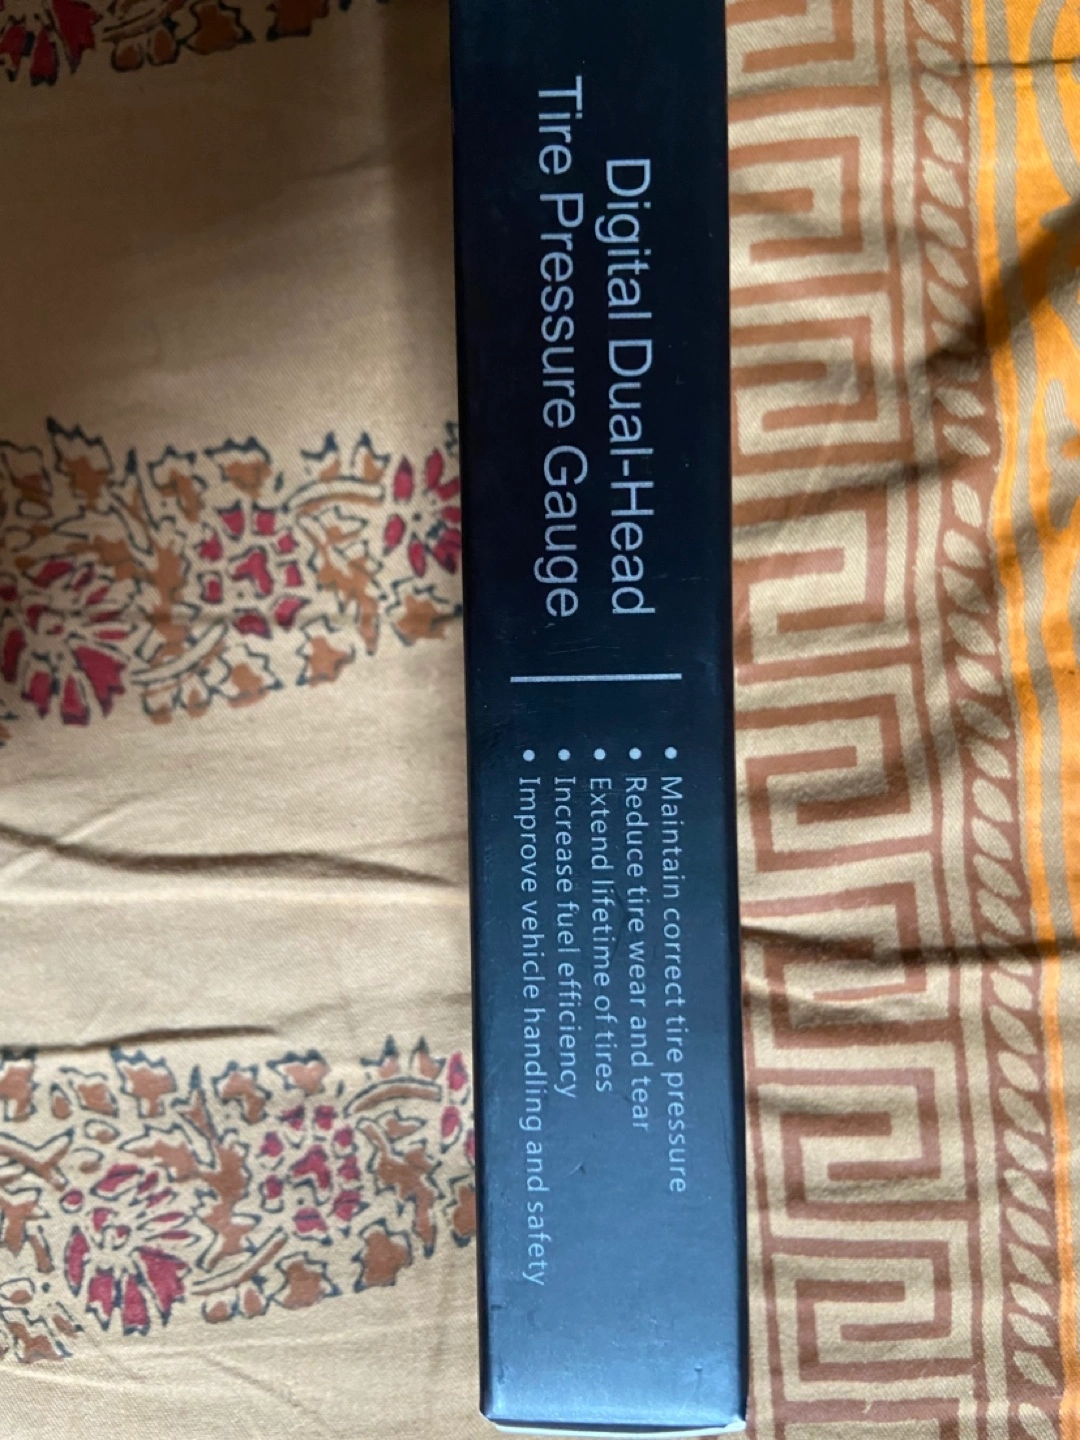 Digital Dual-Head
Tire Pressure Gauge
• Maintain correct tire pressure
• Reduce tire wear and tear
• Extend lifetime of tires
• Increase fuel efficiency
• Improve vehicle handling and safety